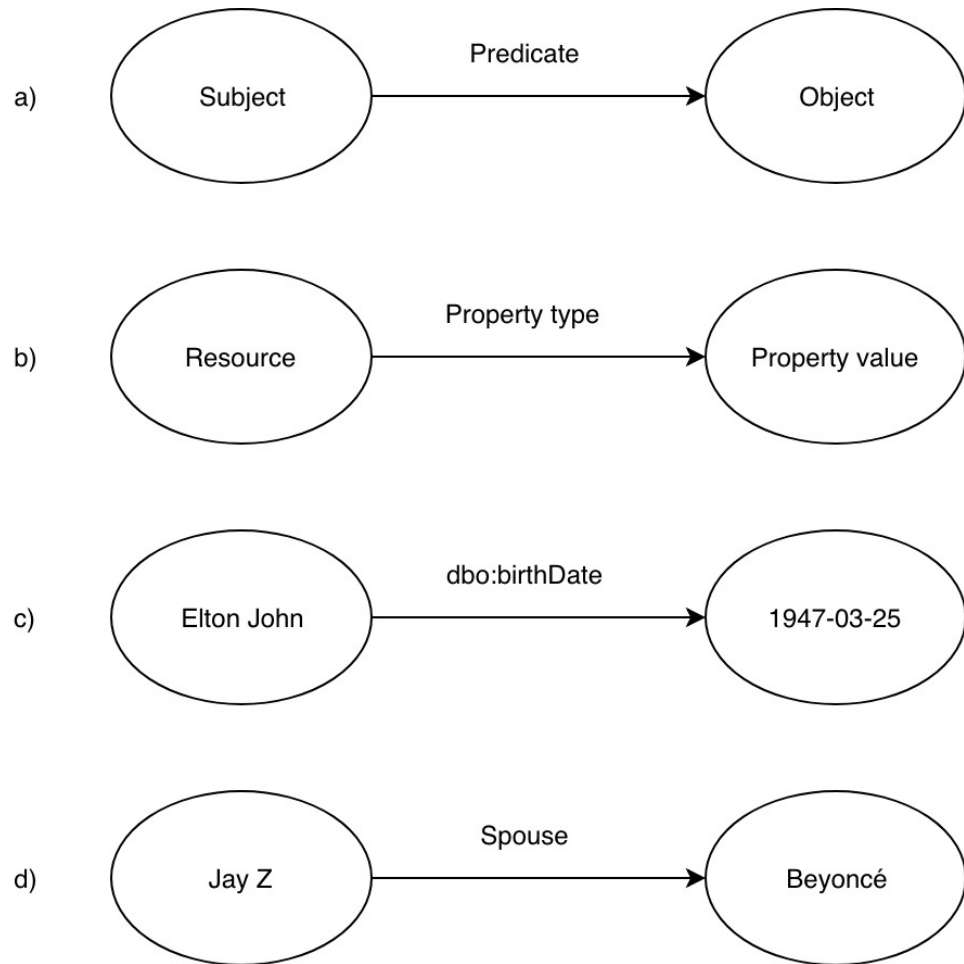 Predicate
a)
Subject
Object
Property type
b)
Resource
Property value
dbo:birthDate
c)
Elton John
1947-03-25
Spouse
d)
Jay Z
Beyoncé